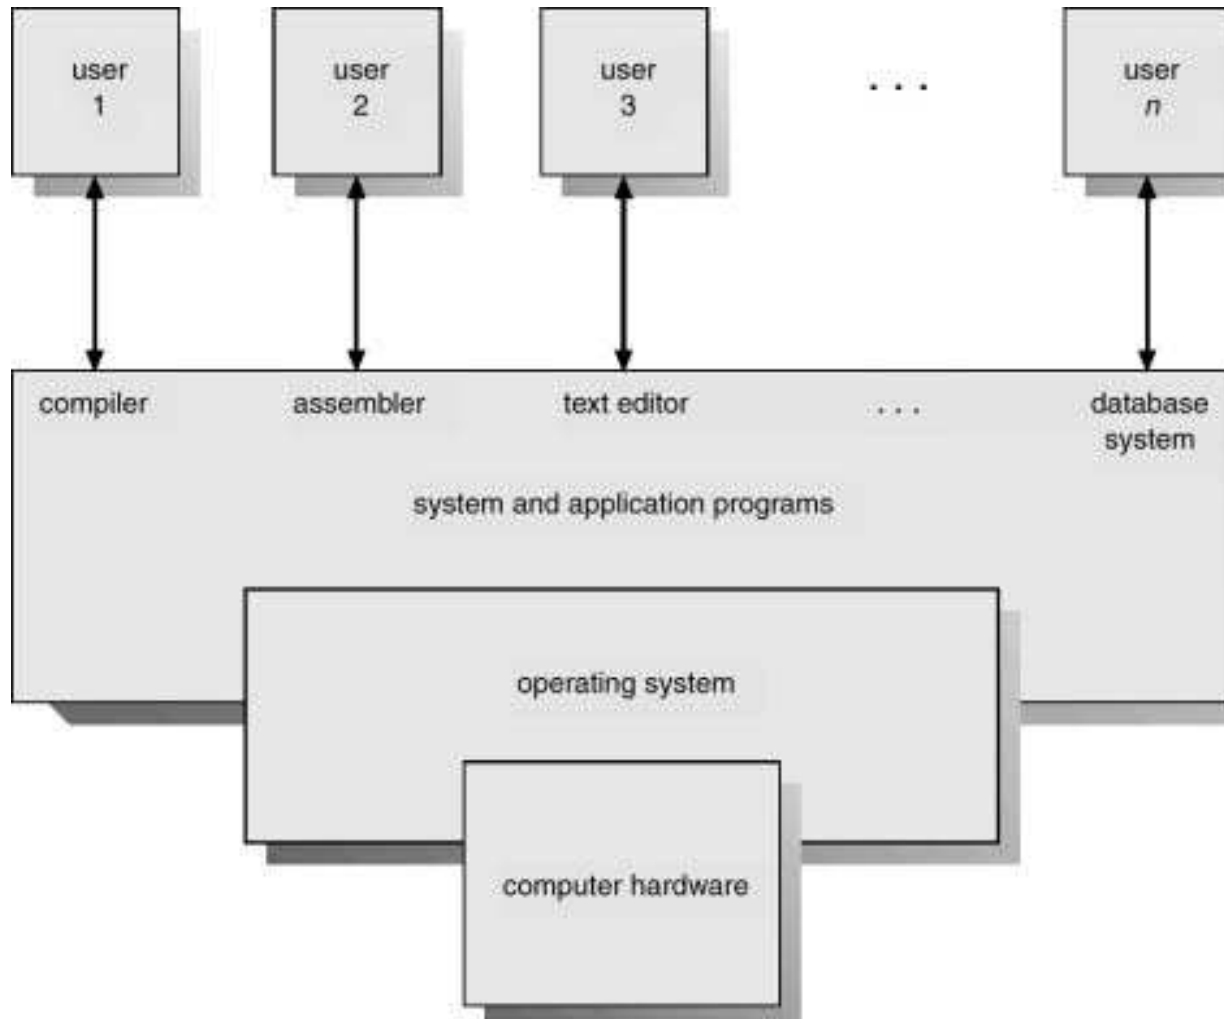 user
1
user
2
user
3
. . .
user
n
compiler
assembler
text editor
. . .
database
system
system and application programs
operating system
computer hardware